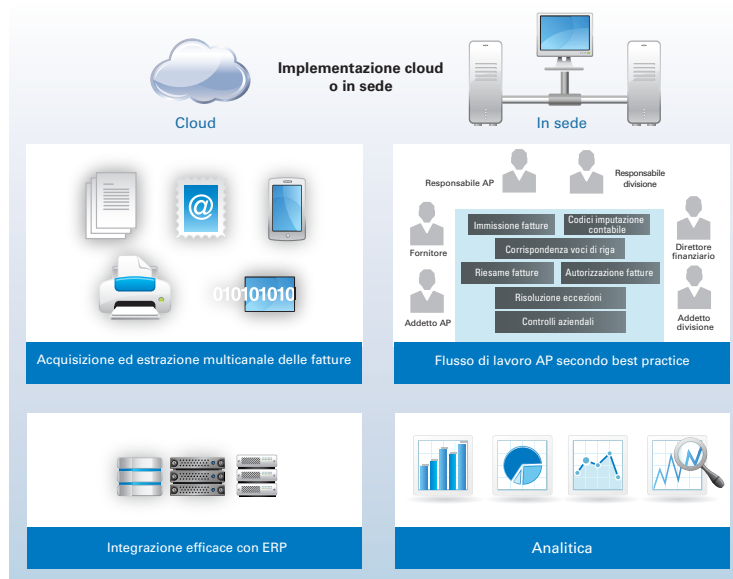 Implementazione cloud
o in sede
Cloud
In sede
@
010101010
Acquisizione ed estrazione multicanale delle fatture
Responsabile AP
Responsabile
divisione
Fornitore
Direttore
finanziario
Addetto AP
Addetto
divisione
Immissione fatture
Codici imputazione
contabile
Corrispondenza voci di riga
Riesame fatture
Autorizzazione fatture
Risoluzione eccezioni
Controlli aziendali
Flusso di lavoro AP secondo best practice
Integrazione efficace con ERP
Analitica